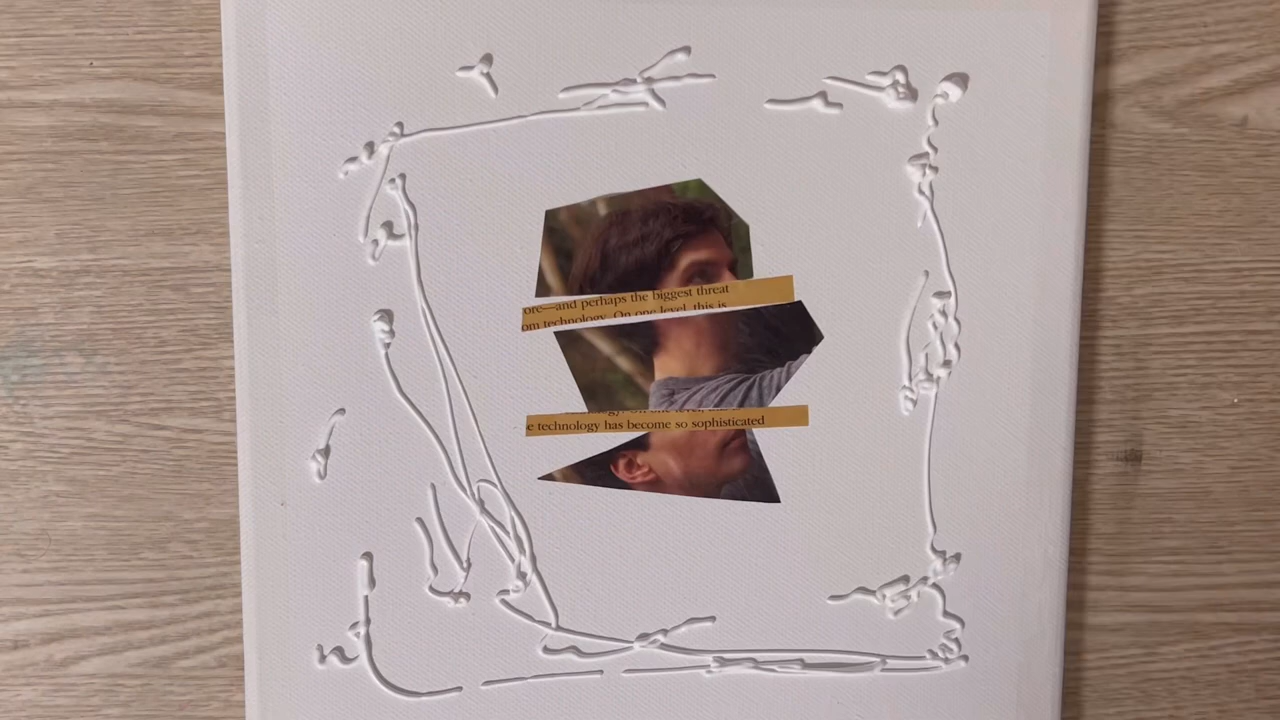 ore—and perhaps the biggest threat
om technology. On one level, this is
e technology has become so sophisticated